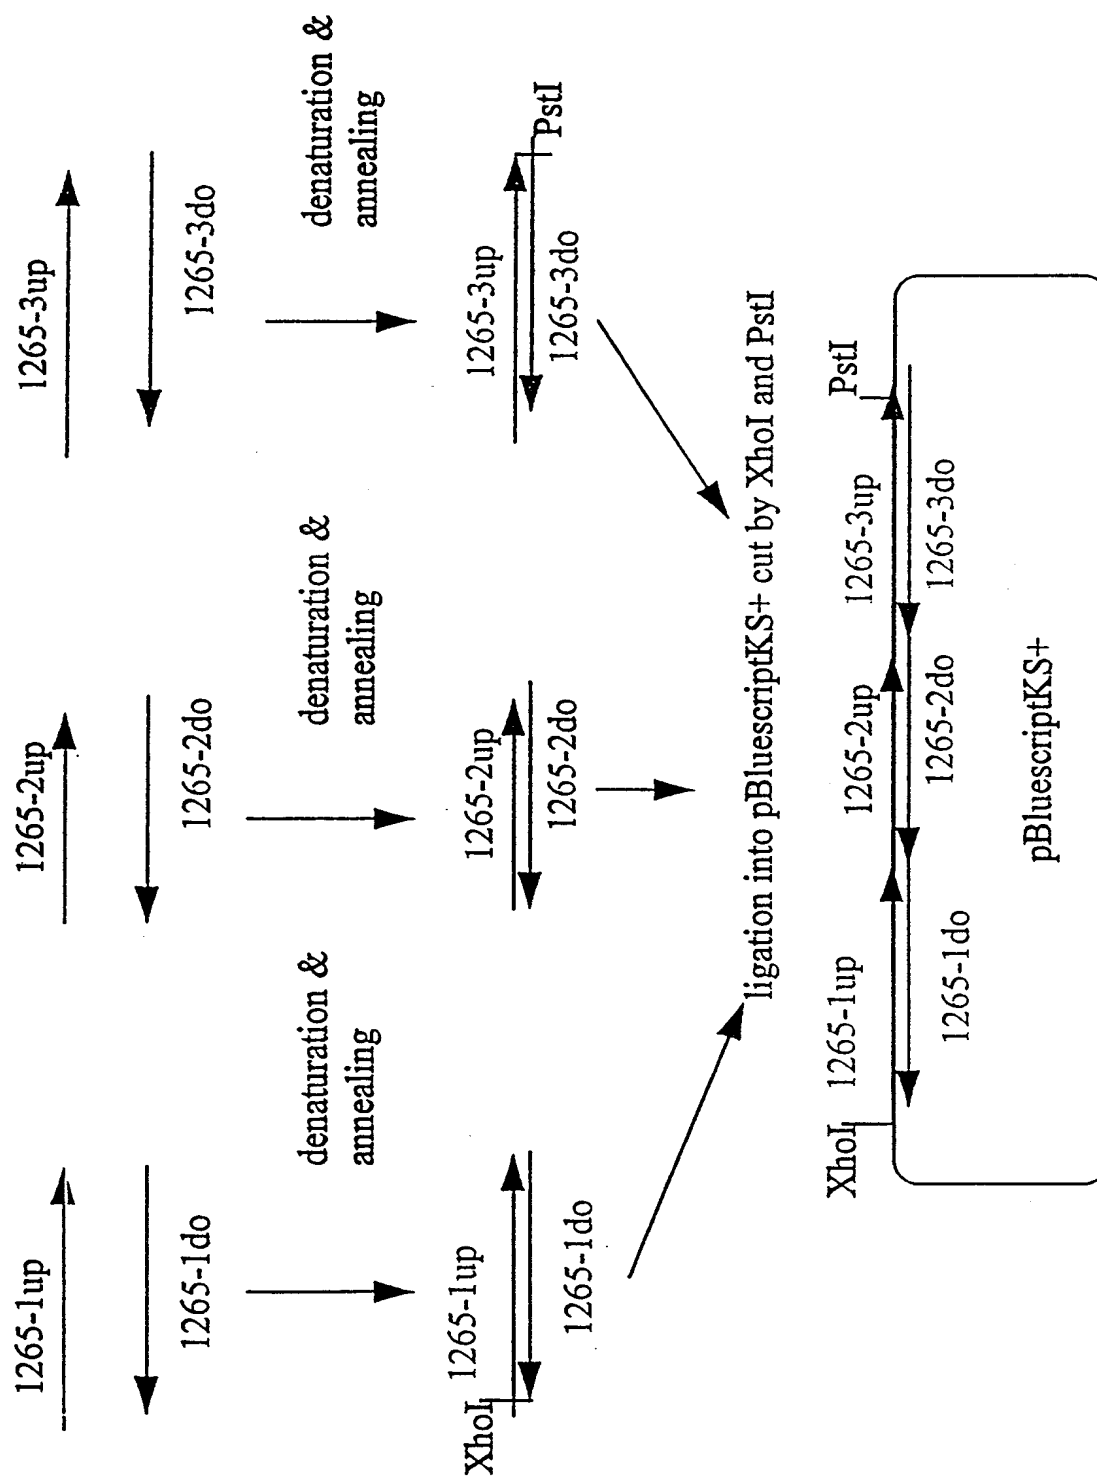 1265-1up
1265-2up
1265-3up
1265-1do
1265-2do
1265-3do
denaturation &
annealing
denaturation &
annealing
denaturation &
annealing
XhoI
1265-1up
1265-2up
1265-3up
PstI
1265-1do
1265-2do
1265-3do
ligation into pBluescriptKS+ cut by XhoI and PstI
XhoI
1265-1up
1265-2up
1265-3up
PstI
1265-1do
1265-2do
1265-3do
pBluescriptKS+